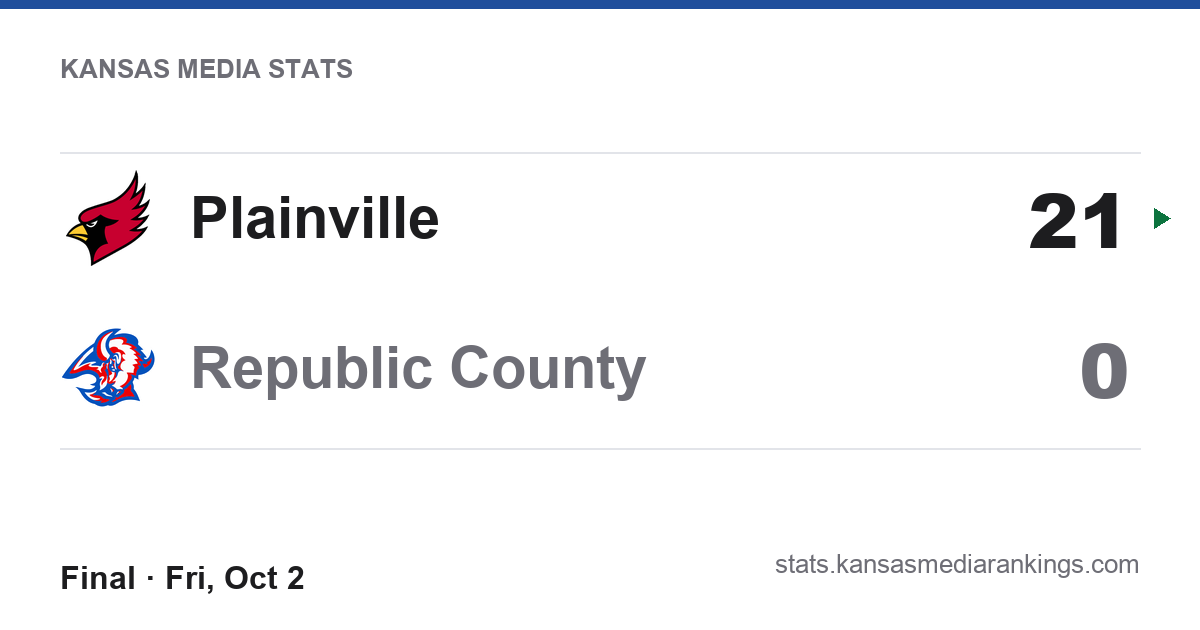 KANSAS MEDIA STATS
Plainville 21
Republic County 0
Final · Fri, Oct 2
stats.kansasmediarankings.com